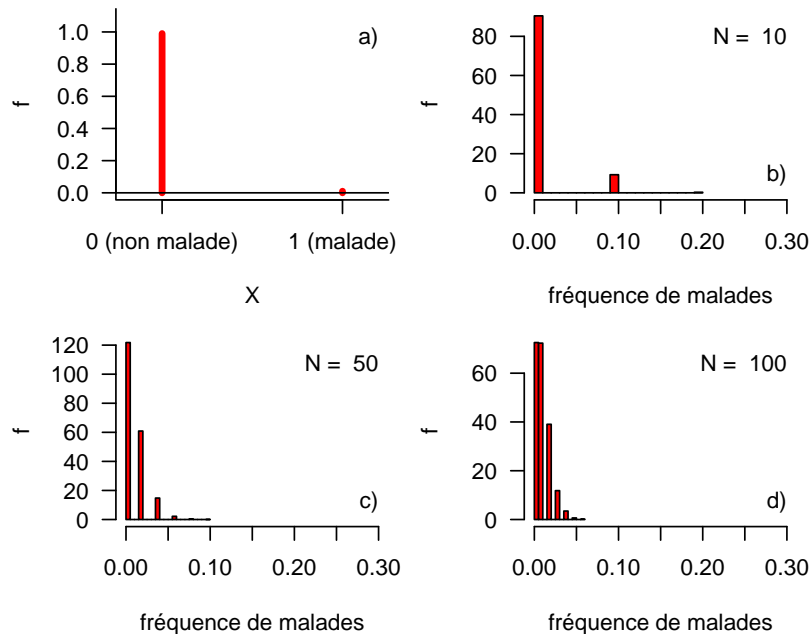 a)
f
1.0
0.8
0.6
0.4
0.2
0.0
0 (non malade) 1 (malade)
X
N = 10
f
80
60
40
20
0
b)
0.00 0.10 0.20 0.30
fréquence de malades
N = 50
f
120
100
80
60
40
20
0
c)
0.00 0.10 0.20 0.30
fréquence de malades
N = 100
f
60
40
20
0
d)
0.00 0.10 0.20 0.30
fréquence de malades